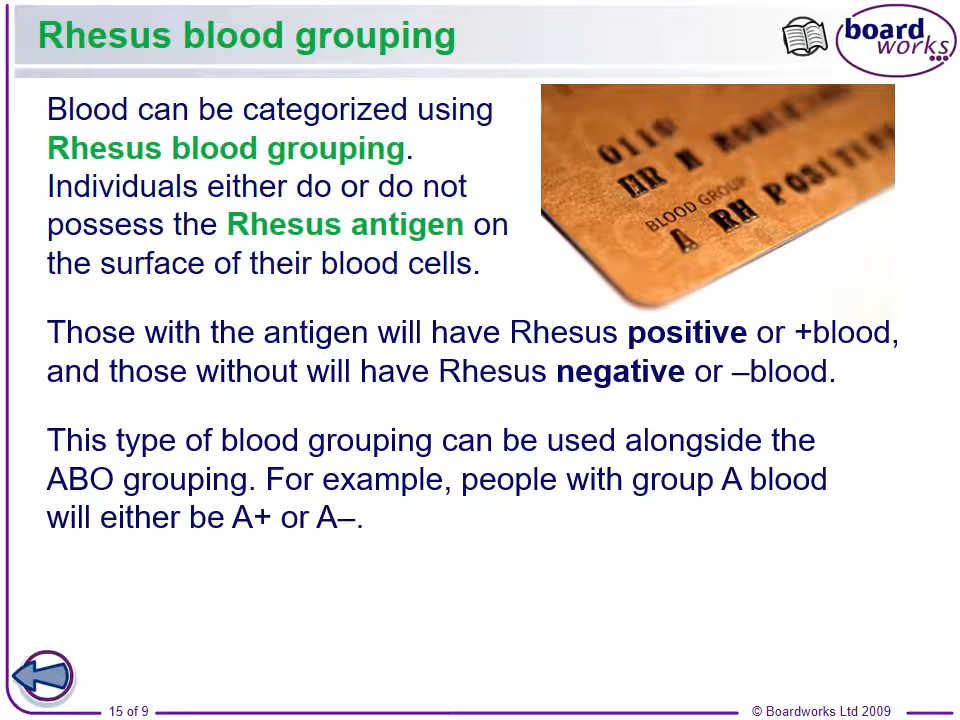 Rhesus blood grouping
board
works
Blood can be categorized using
Rhesus blood grouping.
Individuals either do or do not
possess the Rhesus antigen on
the surface of their blood cells.
0110
MR M
BLOOD GROUP
A RH POSITIVE
Those with the antigen will have Rhesus positive or +blood,
and those without will have Rhesus negative or –blood.
This type of blood grouping can be used alongside the
ABO grouping. For example, people with group A blood
will either be A+ or A–.
15 of 9
© Boardworks Ltd 2009